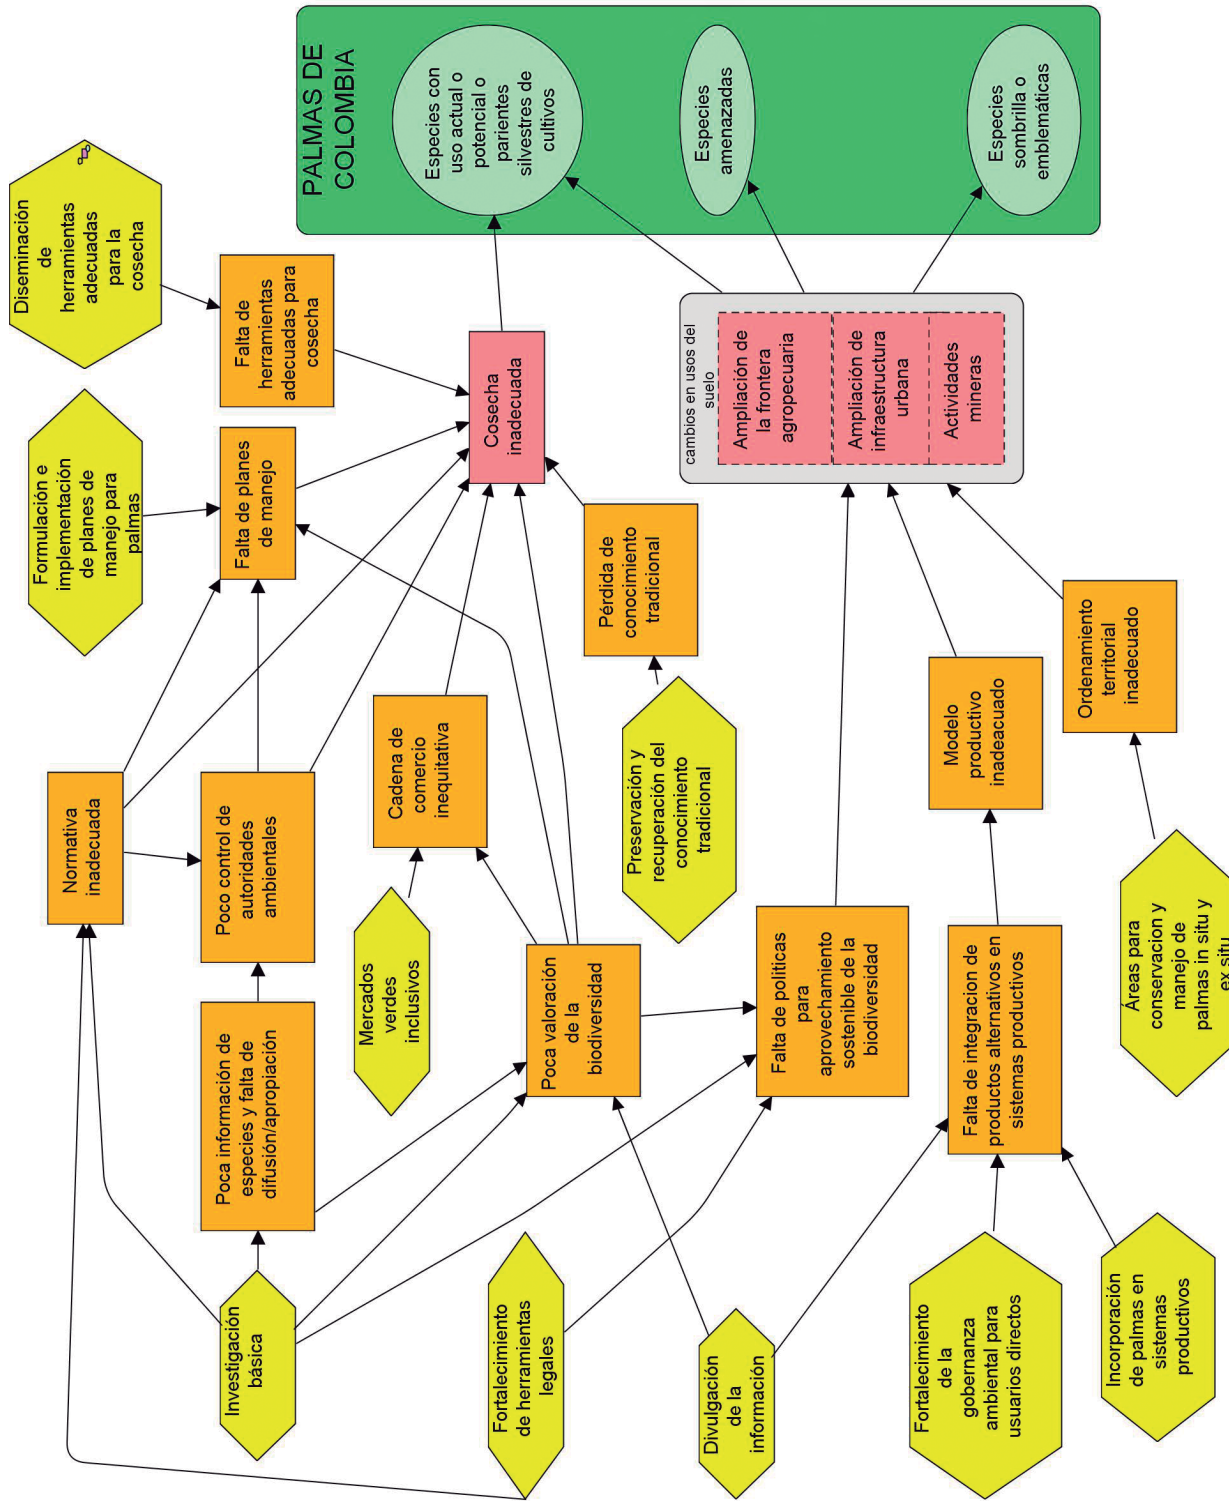 Investigación
básica
Fortalecimiento
de herramientas
legales
Divulgación
de la
información
Fortalecimiento
de la
gobernanza
ambiental para
usuarios directos
Incorporación
de palmas en
sistemas
productivos
Poca información de
especies y falta de
difusión/apropiación
Mercados
verdes
inclusivos
Poca valoración
de la
biodiversidad
Falta de politicas
para
aprovechamiento
sostenible de la
biodiversidad
Falta de integracion de
productos alternativos en
sistemas productivos
Áreas para
conservacion y
manejo de
palmas in situ y
ex situ
Normativa
inadecuada
Poco control de
autoridades
ambientales
Cadena de
comercio
inequitativa
Preservación y
recuperación del
conocimiento
tradicional
Modelo
productivo
inadeacuado
Ordenamiento
territorial
inadecuado
Formulación e
implementación
de planes de
manejo para
palmas
Falta de planes
de manejo
Pérdida de
conocimiento
tradicional
Diseminación
de
herramientas
adecuadas
para la
cosecha
Falta de
herramientas
adecuadas para
cosecha
Cosecha
inadecuada
cambios en usos del
suelo
Ampliación de
la frontera
agropecuaria
Ampliación de
infraestructura
urbana
Actividades
mineras
PALMAS DE
COLOMBIA
Especies con
uso actual o
potencial o
parientes
silvestres de
cultivos
Especies
amenazadas
Especies
sombrilla o
emblemáticas